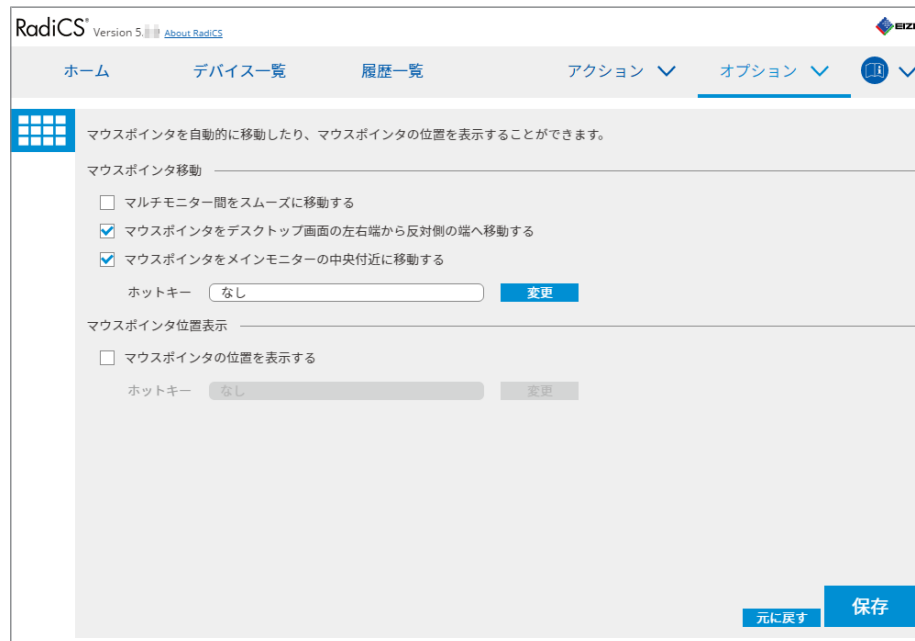 RadiCS® Version 5. About RadiCS
ホーム デバイス一覧 履歴一覧 アクション オプション
マウスポインタを自動的に移動したり、マウスポインタの位置を表示することができます。
マウスポインタ移動
マルチモニター間をスムーズに移動する
マウスポインタをデスクトップ画面の左右端から反対側の端へ移動する
マウスポインタをメインモニターの中央付近に移動する
ホットキー なし 変更
マウスポインタ位置表示
マウスポインタの位置を表示する
ホットキー なし 変更
元に戻す 保存